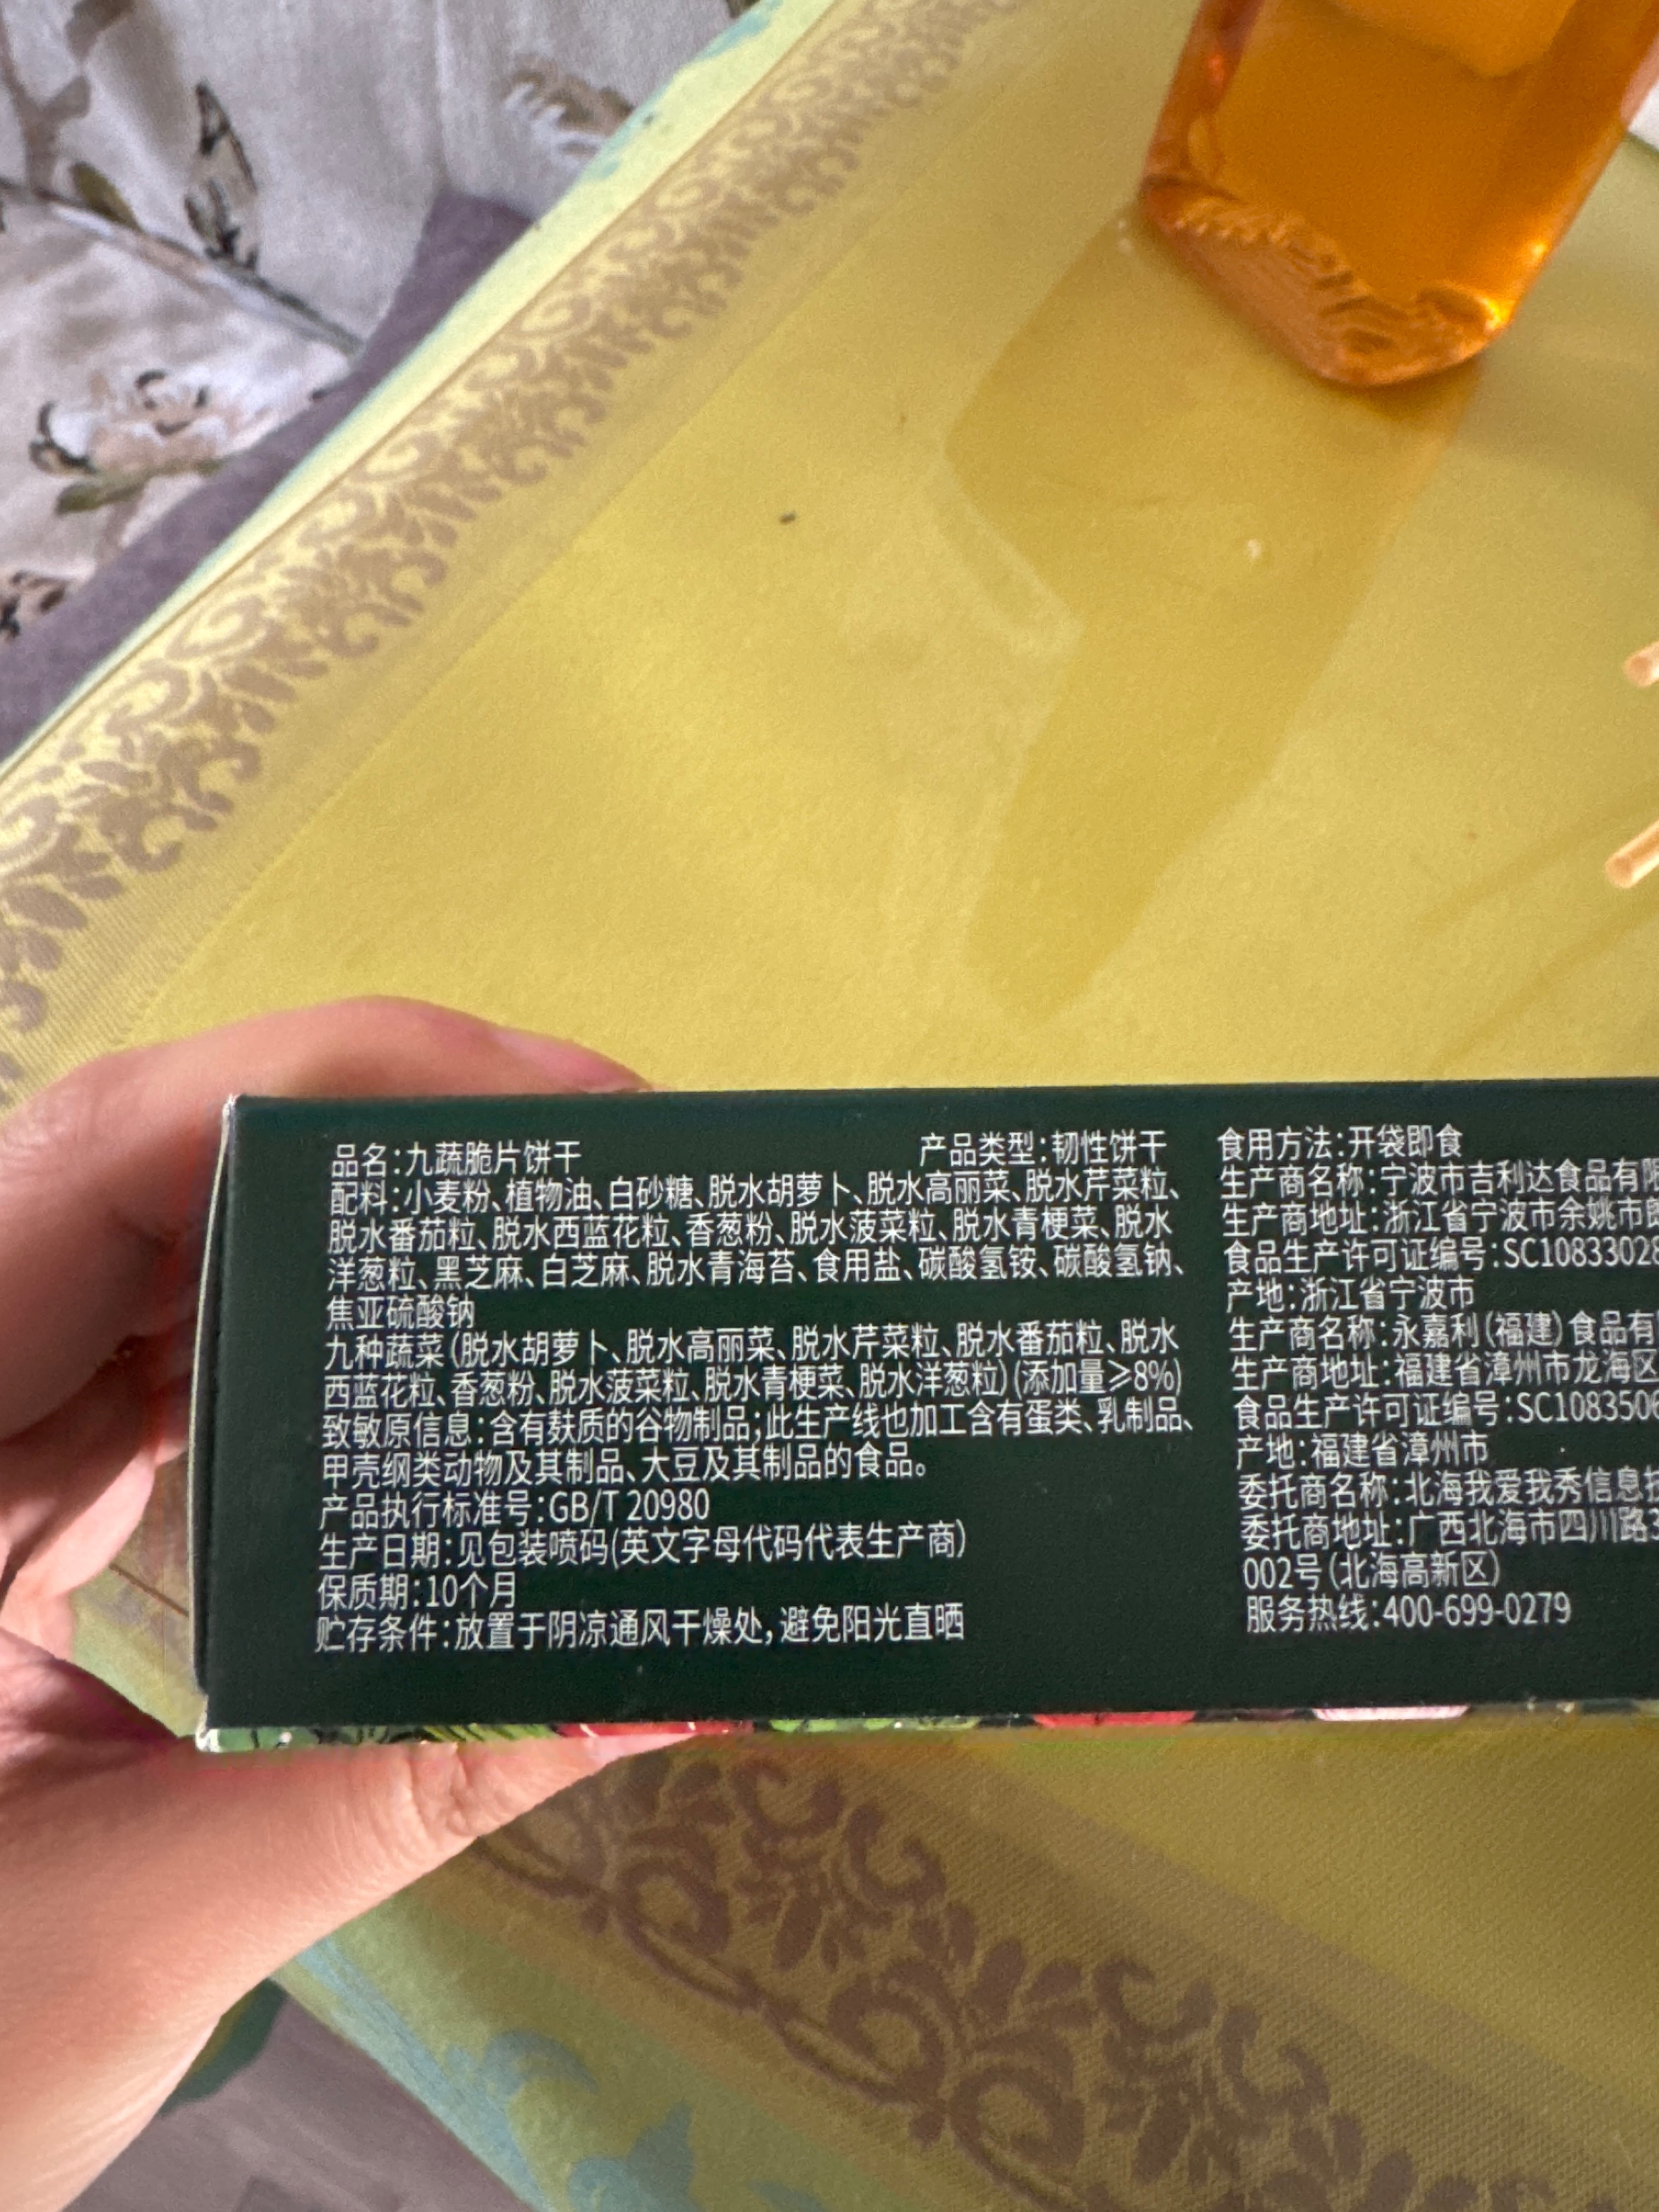 品名:九蔬脆片饼干 产品类型:韧性饼干
配料:小麦粉、植物油、白砂糖、脱水胡萝卜、脱水高丽菜、脱水芹菜粒、
脱水番茄粒、脱水西蓝花粒、香葱粉、脱水菠菜粒、脱水青梗菜、脱水
洋葱粒、黑芝麻、白芝麻、脱水青海苔、食用盐、碳酸氢铵、碳酸氢钠、
焦亚硫酸钠
九种蔬菜(脱水胡萝卜、脱水高丽菜、脱水芹菜粒、脱水番茄粒、脱水
西蓝花粒、香葱粉、脱水菠菜粒、脱水青梗菜、脱水洋葱粒)(添加量≥8%)
致敏原信息:含有麸质的谷物制品;此生产线也加工含有蛋类、乳制品、
甲壳纲类动物及其制品、大豆及其制品的食品。
产品执行标准号:GB/T 20980
生产日期:见包装喷码(英文字母代码代表生产商)
保质期:10个月
贮存条件:放置于阴凉通风干燥处,避免阳光直晒
食用方法:开袋即食
生产商名称:宁波市吉利达食品有限
生产商地址:浙江省宁波市余姚市
食品生产许可证编号:SC10833028
产地:浙江省宁波市
生产商名称:永嘉利(福建)食品有
生产商地址:福建省漳州市龙海区
食品生产许可证编号:SC1083506
产地:福建省漳州市
委托商名称:北海我爱我秀信息技
委托商地址:广西北海市四川路
002号(北海高新区)
服务热线:400-699-0279